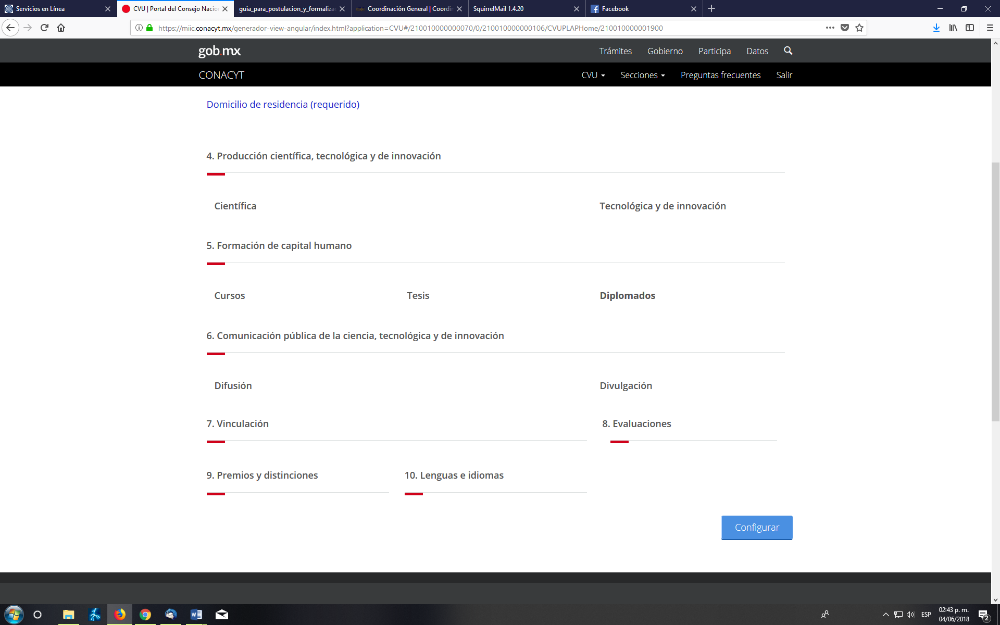 Servicios en Línea
CVU | Portal del Consejo Nacio
guia_para_postulacion_y_formaliza
Coordinación General | Coordi
SquirrelMail 1.4.20
Facebook
https://miic.conacyt.mx/generador-view-angular/index.html?application=CVU#/210010000000070/0/210010000000106/CVUPLAPHome/210010000001900
gob.mx
Trámites
Gobierno
Participa
Datos
CONACYT
CVU
Secciones
Preguntas frecuentes
Salir
Domicilio de residencia (requerido)
4. Producción científica, tecnológica y de innovación
Científica
Tecnológica y de innovación
5. Formación de capital humano
Cursos
Tesis
Diplomados
6. Comunicación pública de la ciencia, tecnológica y de innovación
Difusión
Divulgación
7. Vinculación
8. Evaluaciones
9. Premios y distinciones
10. Lenguas e idiomas
Configurar
ESP
02:43 p. m.
04/06/2018
2